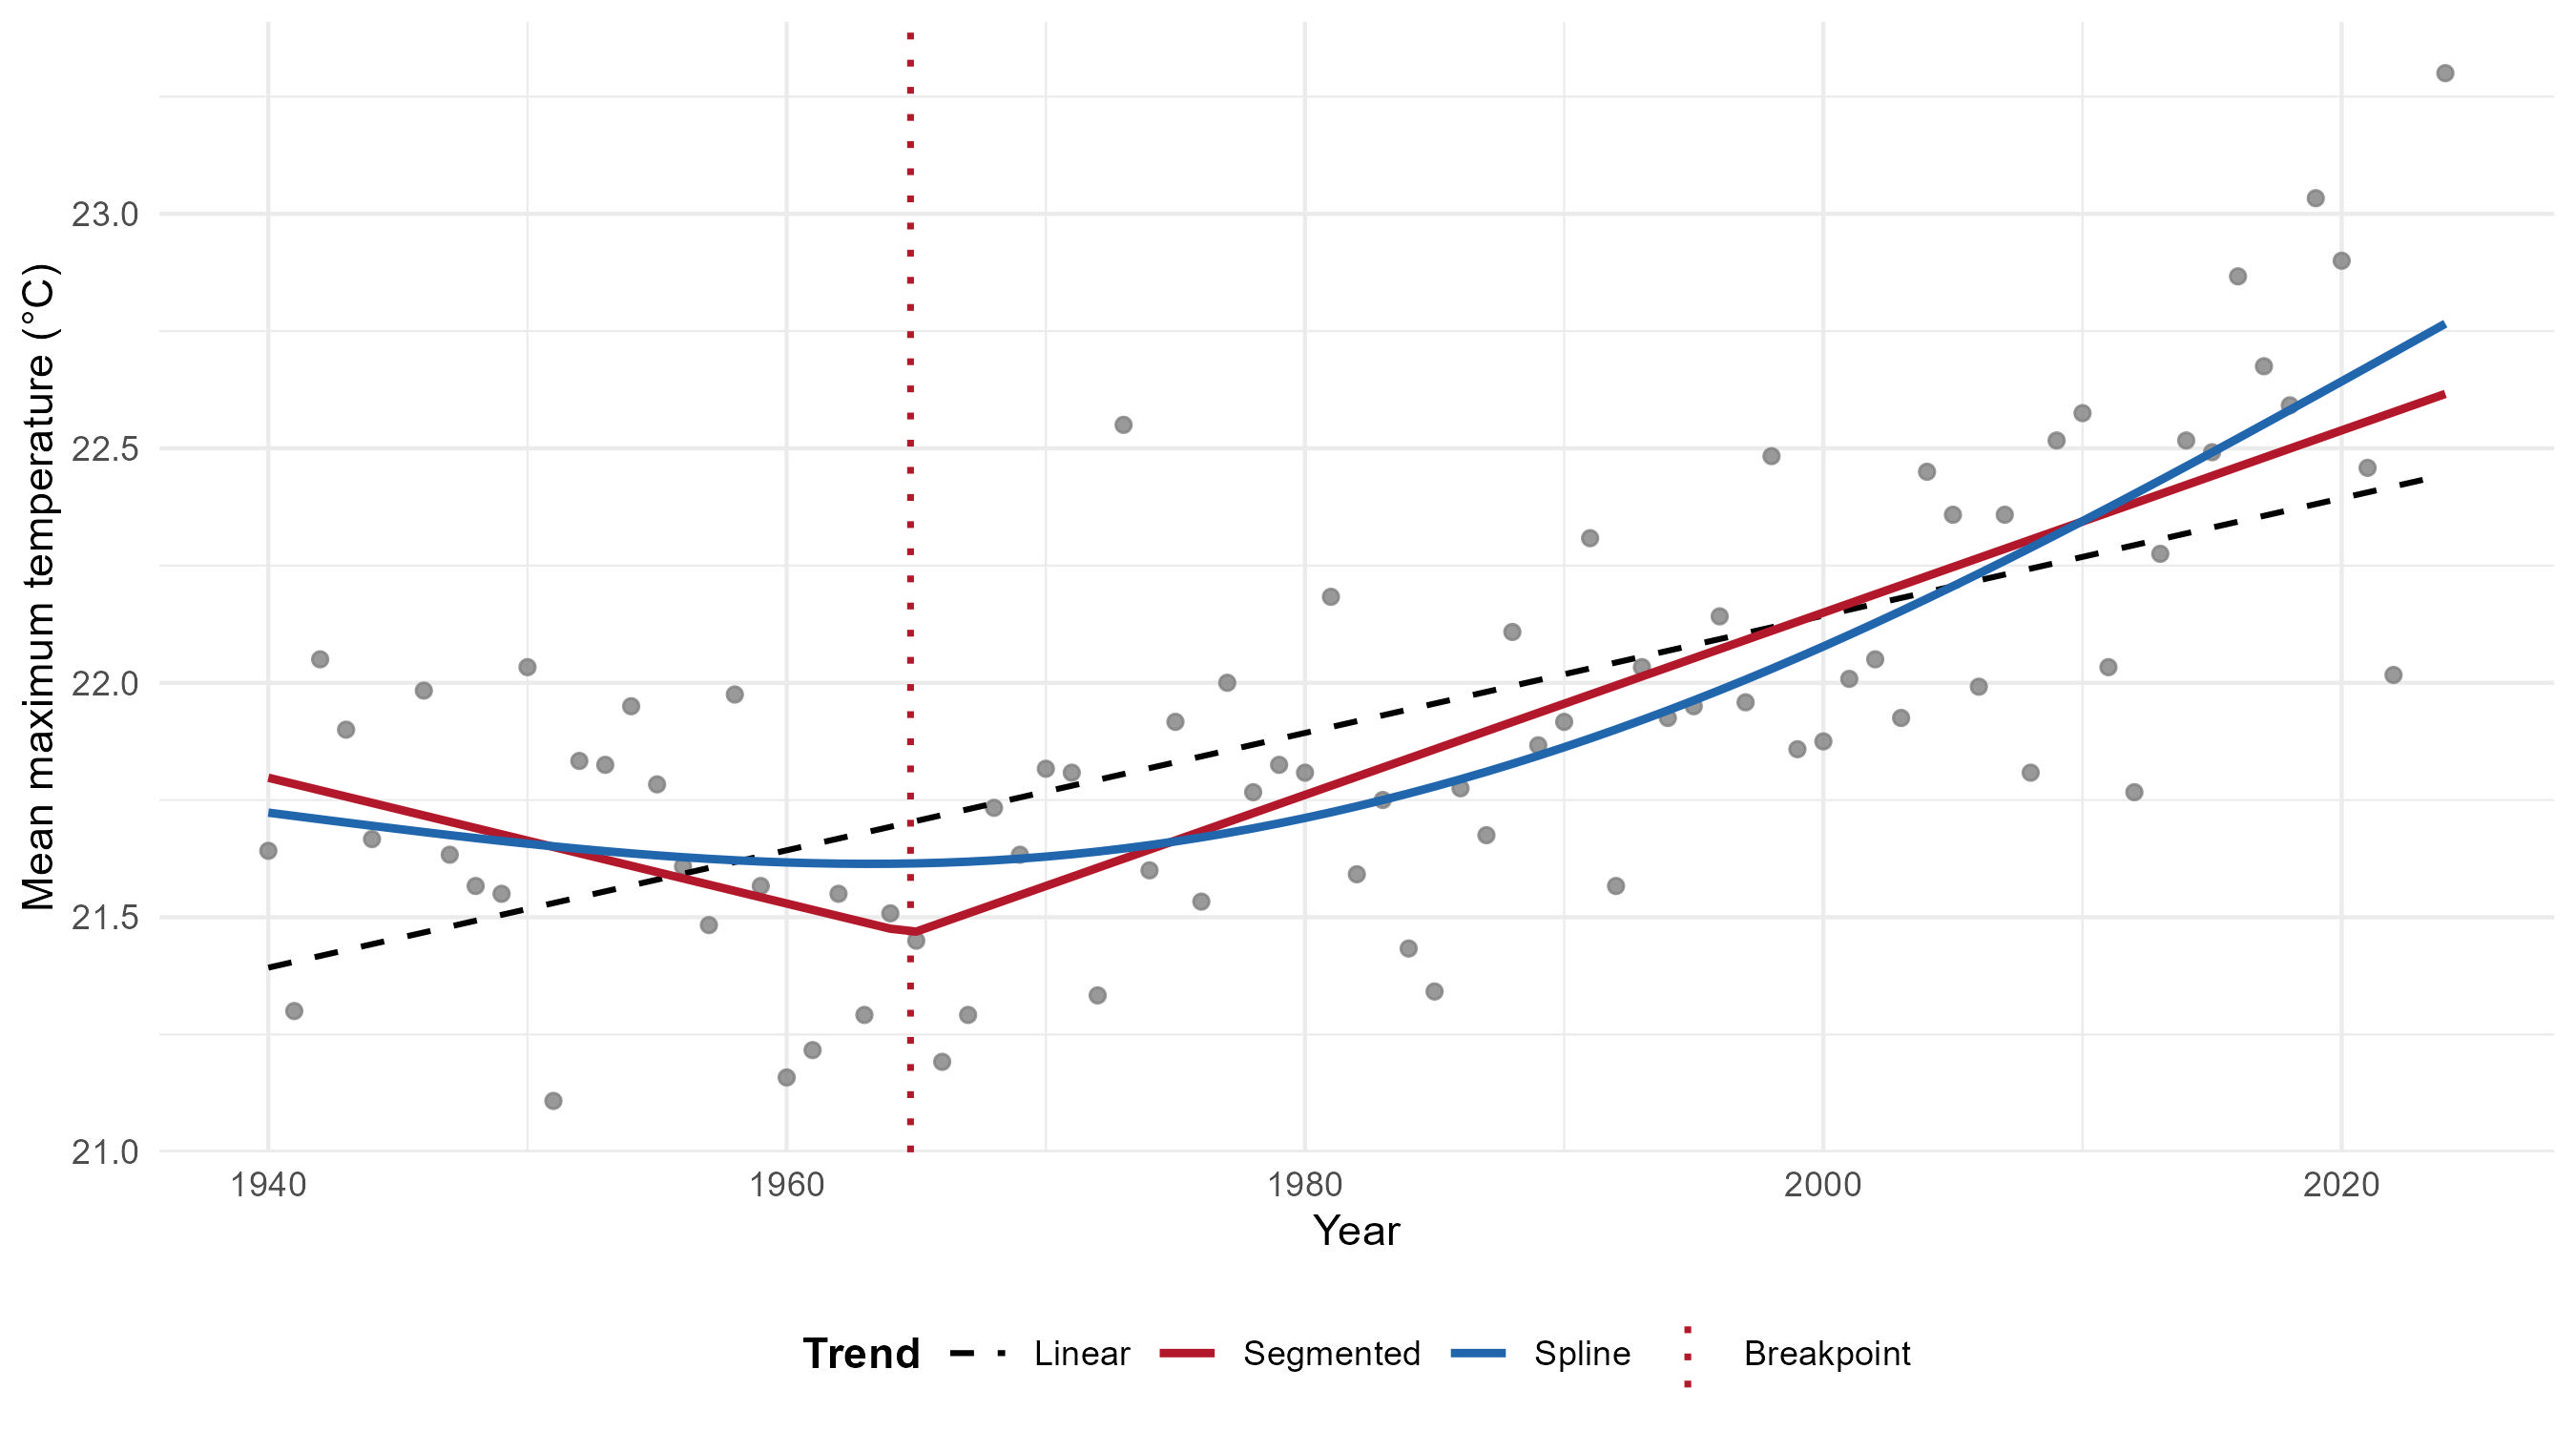 Mean maximum temperature (°C)
23.0
22.5
22.0
21.5
21.0
1940 1960 1980 2000 2020
Year
Trend Linear Segmented Spline Breakpoint